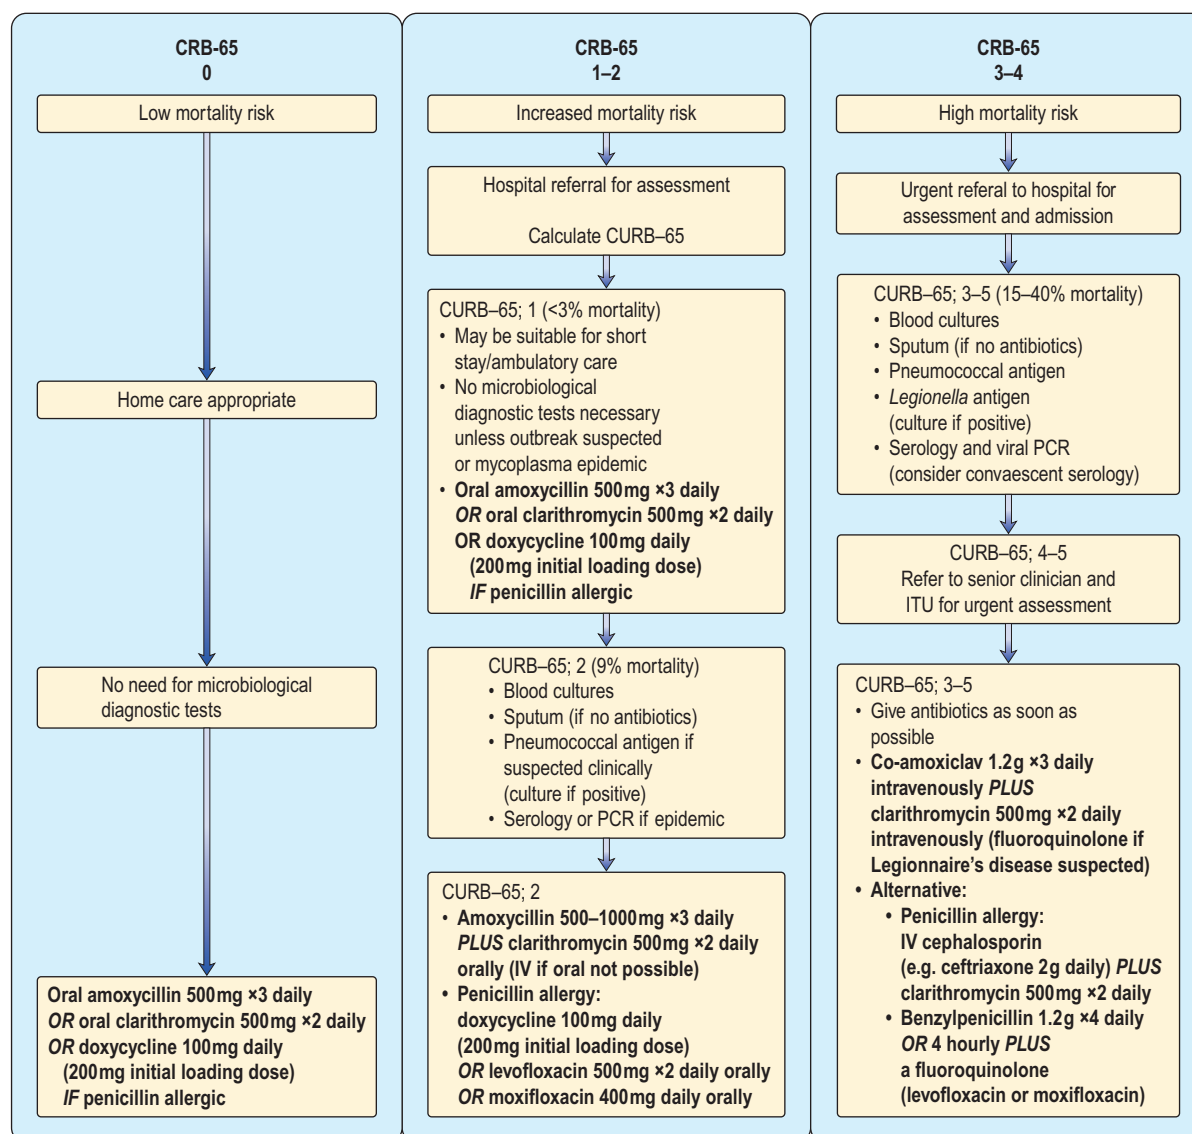 CRB-65
0
Low mortality risk
Home care appropriate
No need for microbiological
diagnostic tests
Oral amoxycillin 500mg ×3 daily
OR oral clarithromycin 500mg ×2 daily
OR doxycycline 100mg daily
(200mg initial loading dose)
IF penicillin allergic
CRB-65
1–2
Increased mortality risk
Hospital referral for assessment
Calculate CURB–65
CURB–65; 1 (<3% mortality)
• May be suitable for short
stay/ambulatory care
• No microbiological
diagnostic tests necessary
unless outbreak suspected
or mycoplasma epidemic
• Oral amoxycillin 500mg ×3 daily
OR oral clarithromycin 500mg ×2 daily
OR doxycycline 100mg daily
(200mg initial loading dose)
IF penicillin allergic
CURB–65; 2 (9% mortality)
• Blood cultures
• Sputum (if no antibiotics)
• Pneumococcal antigen if
suspected clinically
(culture if positive)
• Serology or PCR if epidemic
CURB–65; 2
• Amoxycillin 500–1000mg ×3 daily
PLUS clarithromycin 500mg ×2 daily
orally (IV if oral not possible)
• Penicillin allergy:
doxycycline 100mg daily
(200mg initial loading dose)
OR levofloxacin 500mg ×2 daily orally
OR moxifloxacin 400mg daily orally
CRB-65
3–4
High mortality risk
Urgent referal to hospital for
assessment and admission
CURB–65; 3–5 (15–40% mortality)
• Blood cultures
• Sputum (if no antibiotics)
• Pneumococcal antigen
• Legionella antigen
(culture if positive)
• Serology and viral PCR
(consider convaescent serology)
CURB–65; 4–5
Refer to senior clinician and
ITU for urgent assessment
CURB–65; 3–5
• Give antibiotics as soon as
possible
• Co-amoxiclav 1.2g ×3 daily
intravenously PLUS
clarithromycin 500mg ×2 daily
intravenously (fluoroquinolone if
Legionnaire's disease suspected)
• Alternative:
• Penicillin allergy:
IV cephalosporin
(e.g. ceftriaxone 2g daily) PLUS
clarithromycin 500mg ×2 daily
• Benzylpenicillin 1.2g ×4 daily
OR 4 hourly PLUS
a fluoroquinolone
(levofloxacin or moxifloxacin)